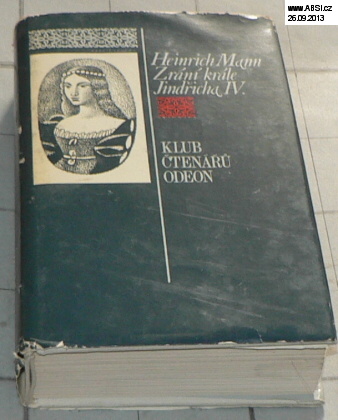 www.ABSI.cz
26.09.2013
Heinrich Mann
Zrání krále
Jindřicha IV.
KLUB
ČTENÁŘŮ
ODEON